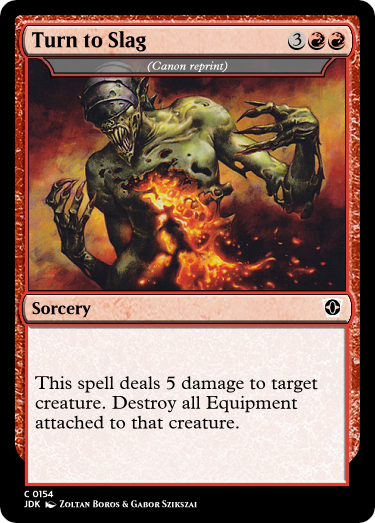 Turn to Slag 3
(Canon reprint)
Sorcery
This spell deals 5 damage to target
creature. Destroy all Equipment
attached to that creature.
C 0154
JDK Zoltan Boros & Gabor Szikszai